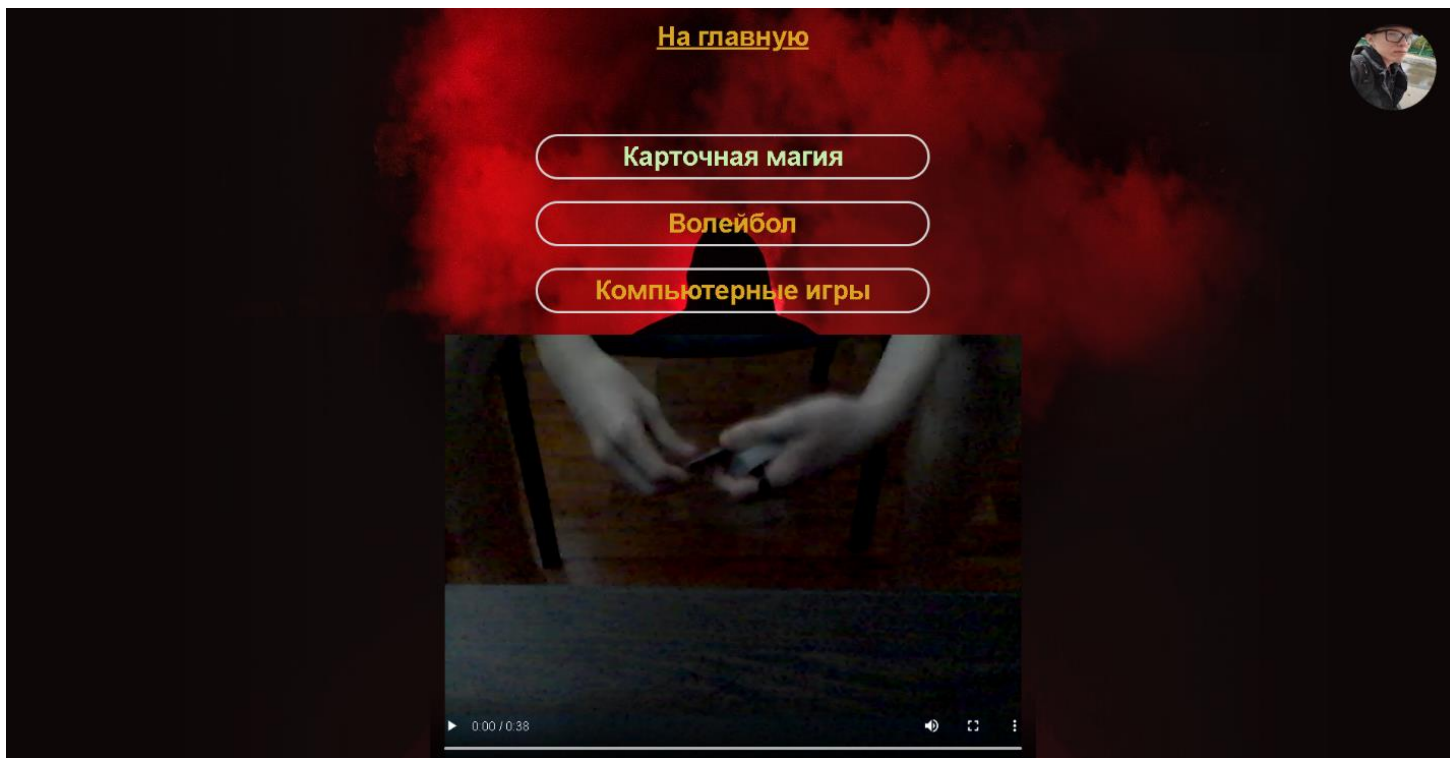 На главную
Карточная магия
Волейбол
Компьютерные игры
0:00 / 0:38